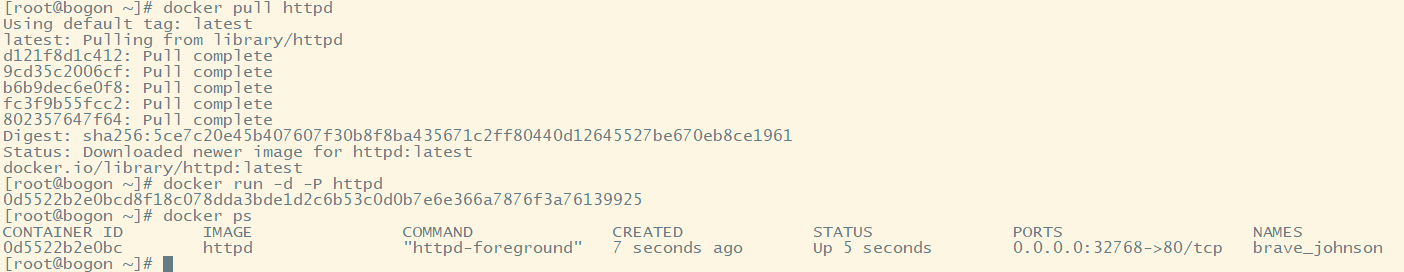 [root@bogon ~]# docker pull httpd
Using default tag: latest
latest: Pulling from library/httpd
d121f8d1c412: Pull complete
9cd35c2006cf: Pull complete
b6b9dec6e0f8: Pull complete
fc3f9b55fcc2: Pull complete
802357647f64: Pull complete
Digest: sha256:5ce7c20e45b407607f30b8f8ba435671c2ff80440d12645527be670eb8ce1961
Status: Downloaded newer image for httpd:latest
docker.io/library/httpd:latest
[root@bogon ~]# docker run -d -P httpd
0d5522b2e0bcd8f18c078dda3bde1d2c6b53c0d0b7e6e366a7876f3a76139925
[root@bogon ~]# docker ps
CONTAINER ID IMAGE COMMAND CREATED STATUS PORTS NAMES
0d5522b2e0bc httpd "httpd-foreground" 7 seconds ago Up 5 seconds 0.0.0.0:32768->80/tcp brave_johnson
[root@bogon ~]#